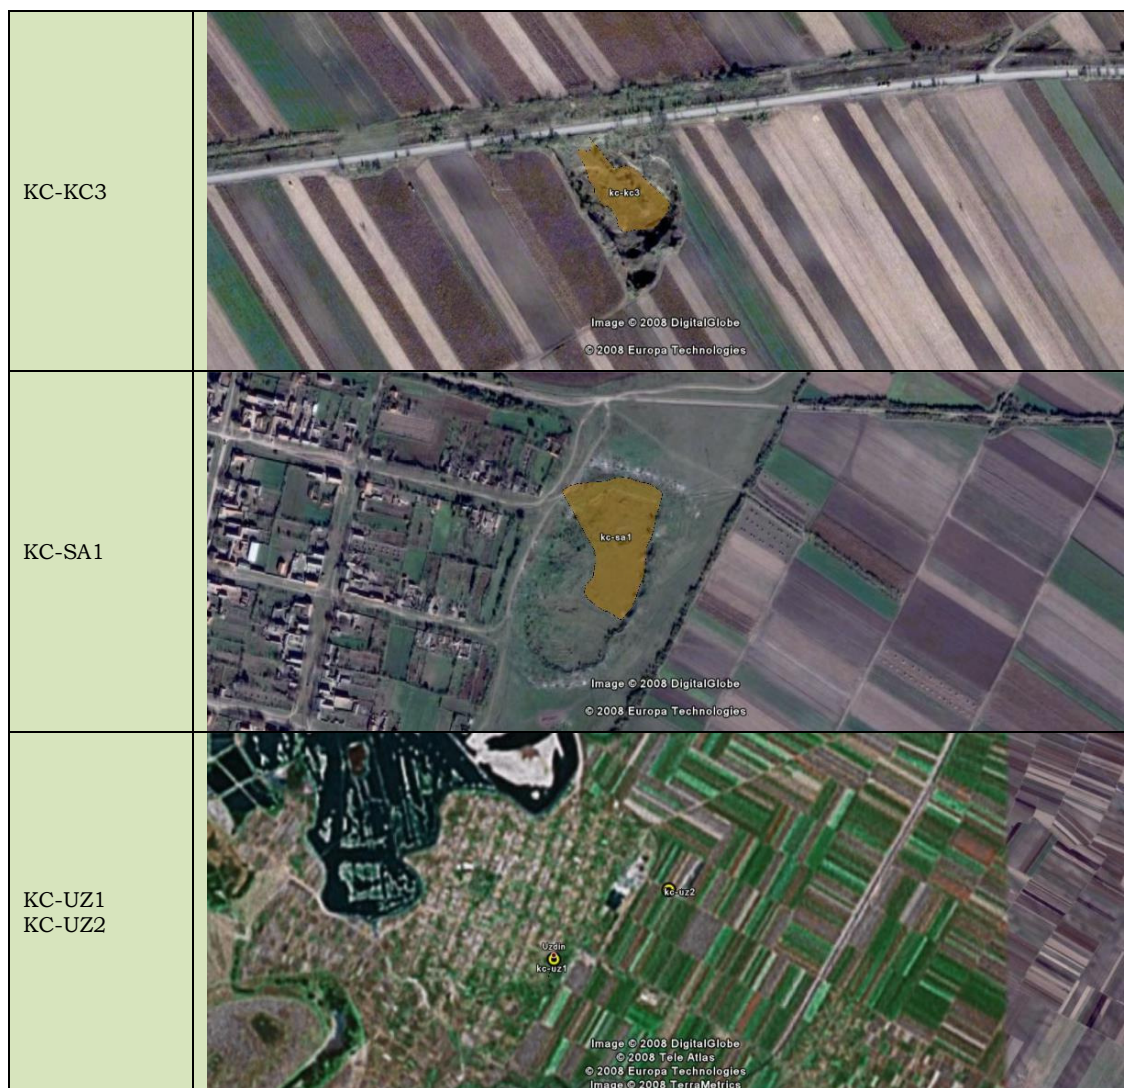 KC-KC3
kc-kc3
Image © 2008 DigitalGlobe
© 2008 Europa Technologies
KC-SA1
kc-sa1
Image © 2008 DigitalGlobe
© 2008 Europa Technologies
KC-UZ1
KC-UZ2
kc-uz2
Uzdin
kc-uz1
Image © 2008 DigitalGlobe
© 2008 Tele Atlas
© 2008 Europa Technologies
Image © 2008 TerraMetrics